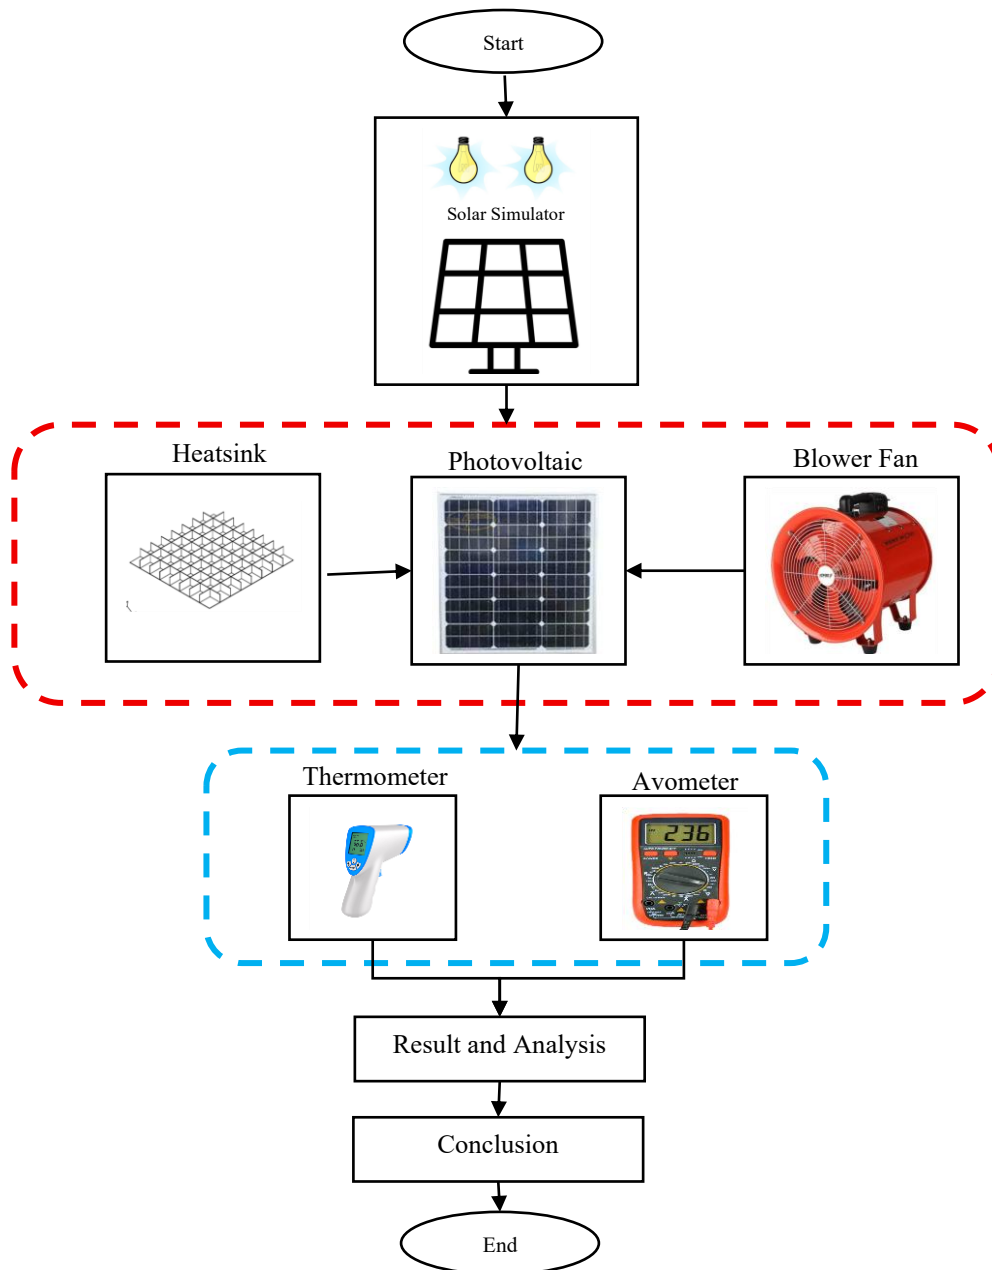 Start
Solar Simulator
Heatsink
Photovoltaic
Blower Fan
Thermometer
Avometer
236
Result and Analysis
Conclusion
End